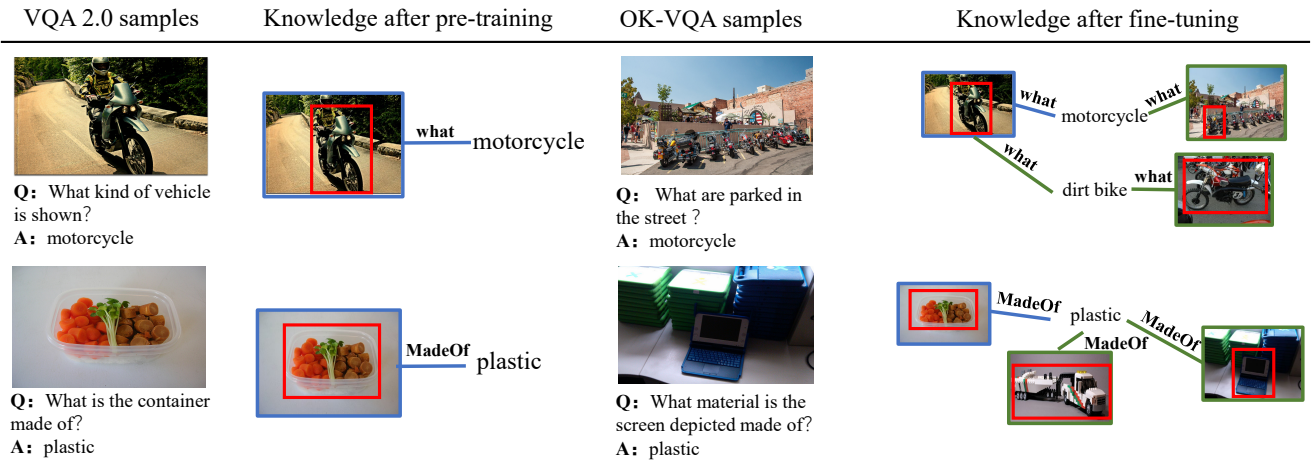 VQA 2.0 samples
Knowledge after pre-training
OK-VQA samples
Knowledge after fine-tuning
Q: What kind of vehicle
is shown?
A: motorcycle
what
motorcycle
Q: What are parked in
the street ?
A: motorcycle
what
motorcycle
what
what
dirt bike
what
Q: What is the container
made of?
A: plastic
MadeOf
plastic
Q: What material is the
screen depicted made of?
A: plastic
MadeOf
plastic
MadeOf
MadeOf